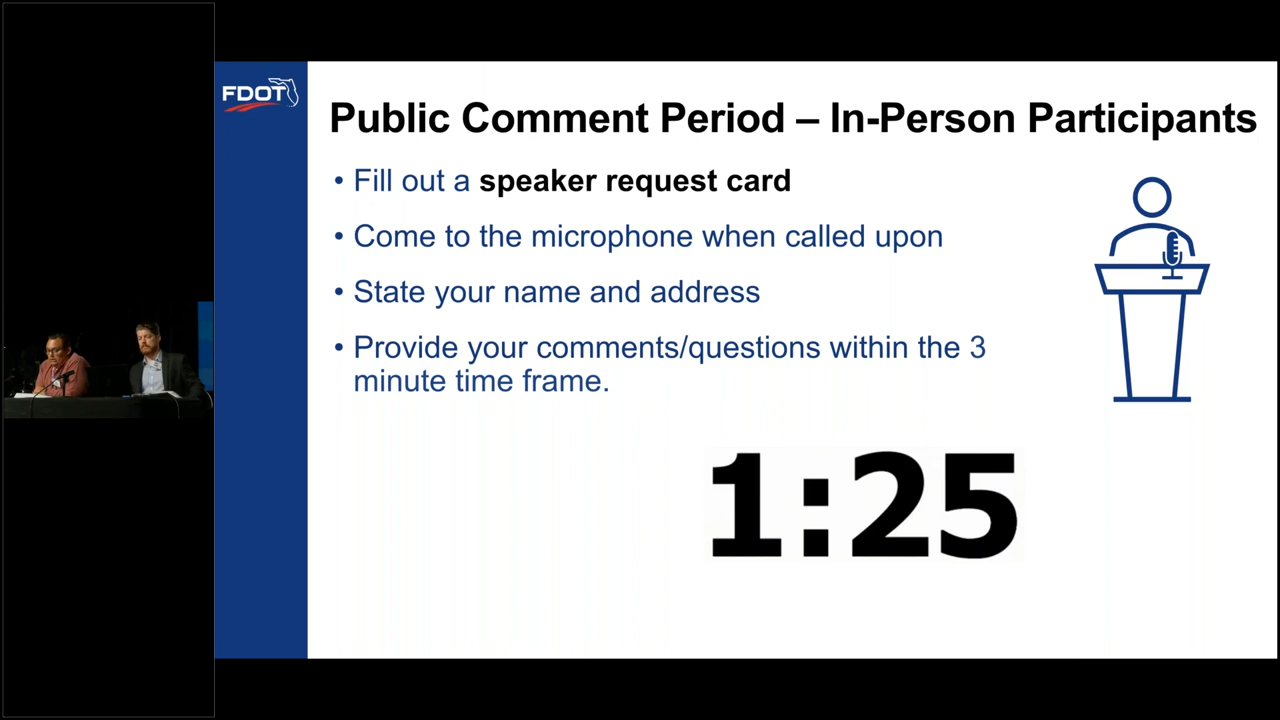 FDOT
Public Comment Period – In-Person Participants
• Fill out a speaker request card
• Come to the microphone when called upon
• State your name and address
• Provide your comments/questions within the 3
minute time frame.
1:25